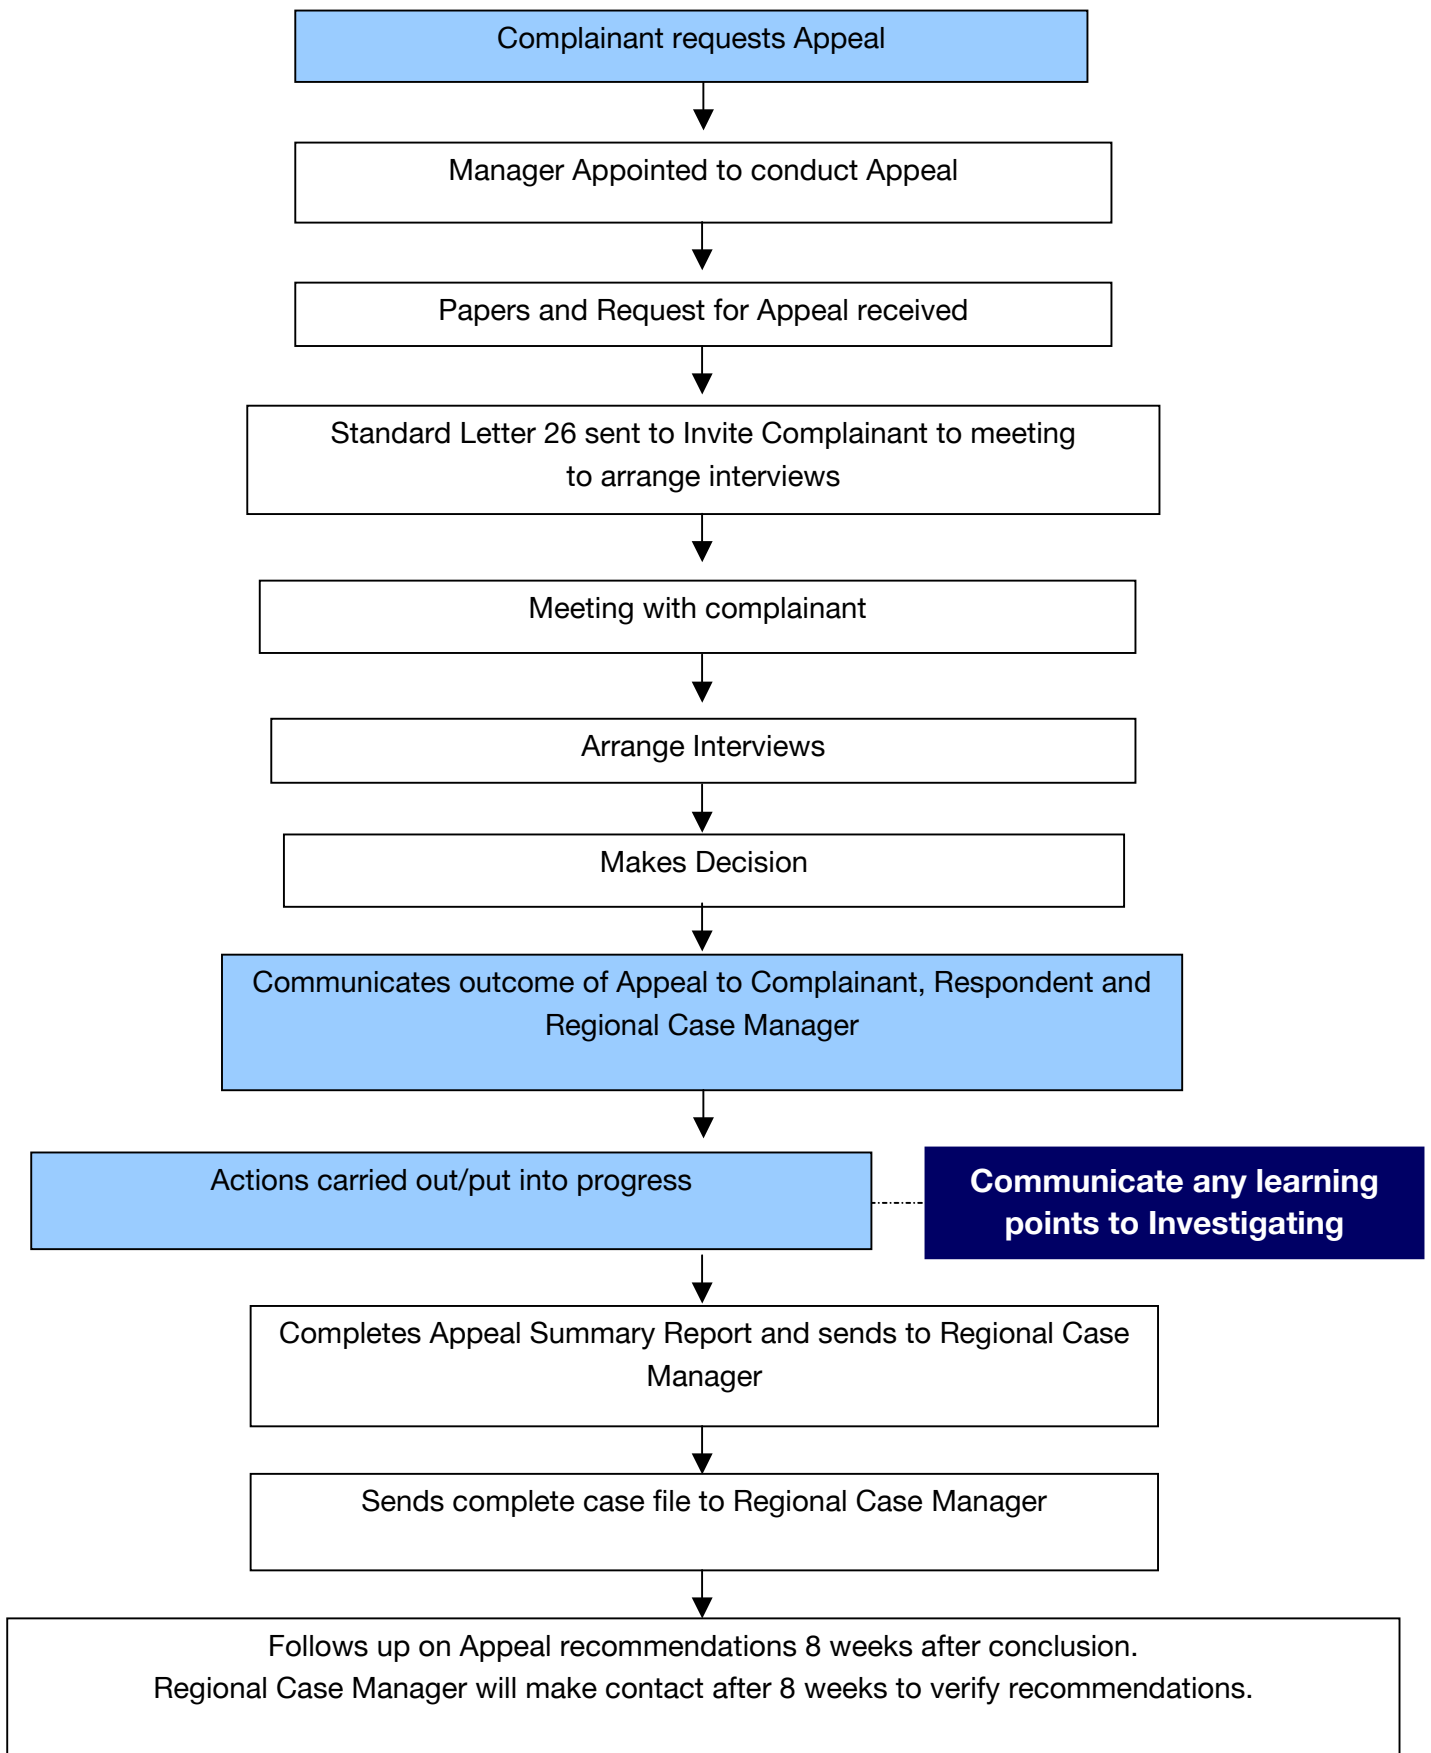 Complainant requests Appeal
Manager Appointed to conduct Appeal
Papers and Request for Appeal received
Standard Letter 26 sent to Invite Complainant to meeting
to arrange interviews
Meeting with complainant
Arrange Interviews
Makes Decision
Communicates outcome of Appeal to Complainant, Respondent and
Regional Case Manager
Actions carried out/put into progress
Communicate any learning
points to Investigating
Completes Appeal Summary Report and sends to Regional Case
Manager
Sends complete case file to Regional Case Manager
Follows up on Appeal recommendations 8 weeks after conclusion.
Regional Case Manager will make contact after 8 weeks to verify recommendations.